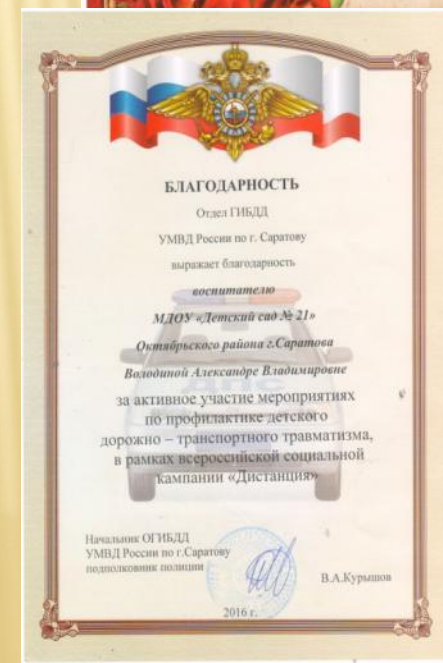 БЛАГОДАРНОСТЬ
Отдел ГИБДД
УМВД России по г. Саратову
выражает благодарность
воспитателю
МДОУ «Детский сад № 21»
Октябрьского района г.Саратова
Володиной Александре Владимировне
ДПС
за активное участие мероприятиях
по профилактике детского
дорожно – транспортного травматизма,
в рамках всероссийской социальной
кампании «Дистанция»
Начальник ОГИБДД
УМВД России по г.Саратову
подполковник полиции
В.А.Курышов
2016 г.